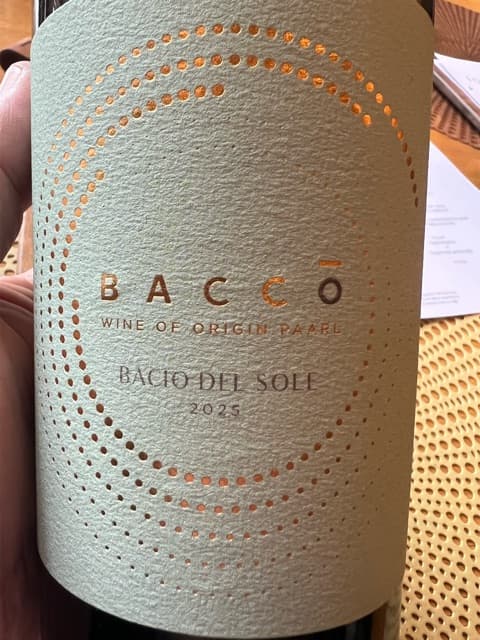 BACCŌ
WINE OF ORIGIN PAARL
BACIO DEL SOLE
2025